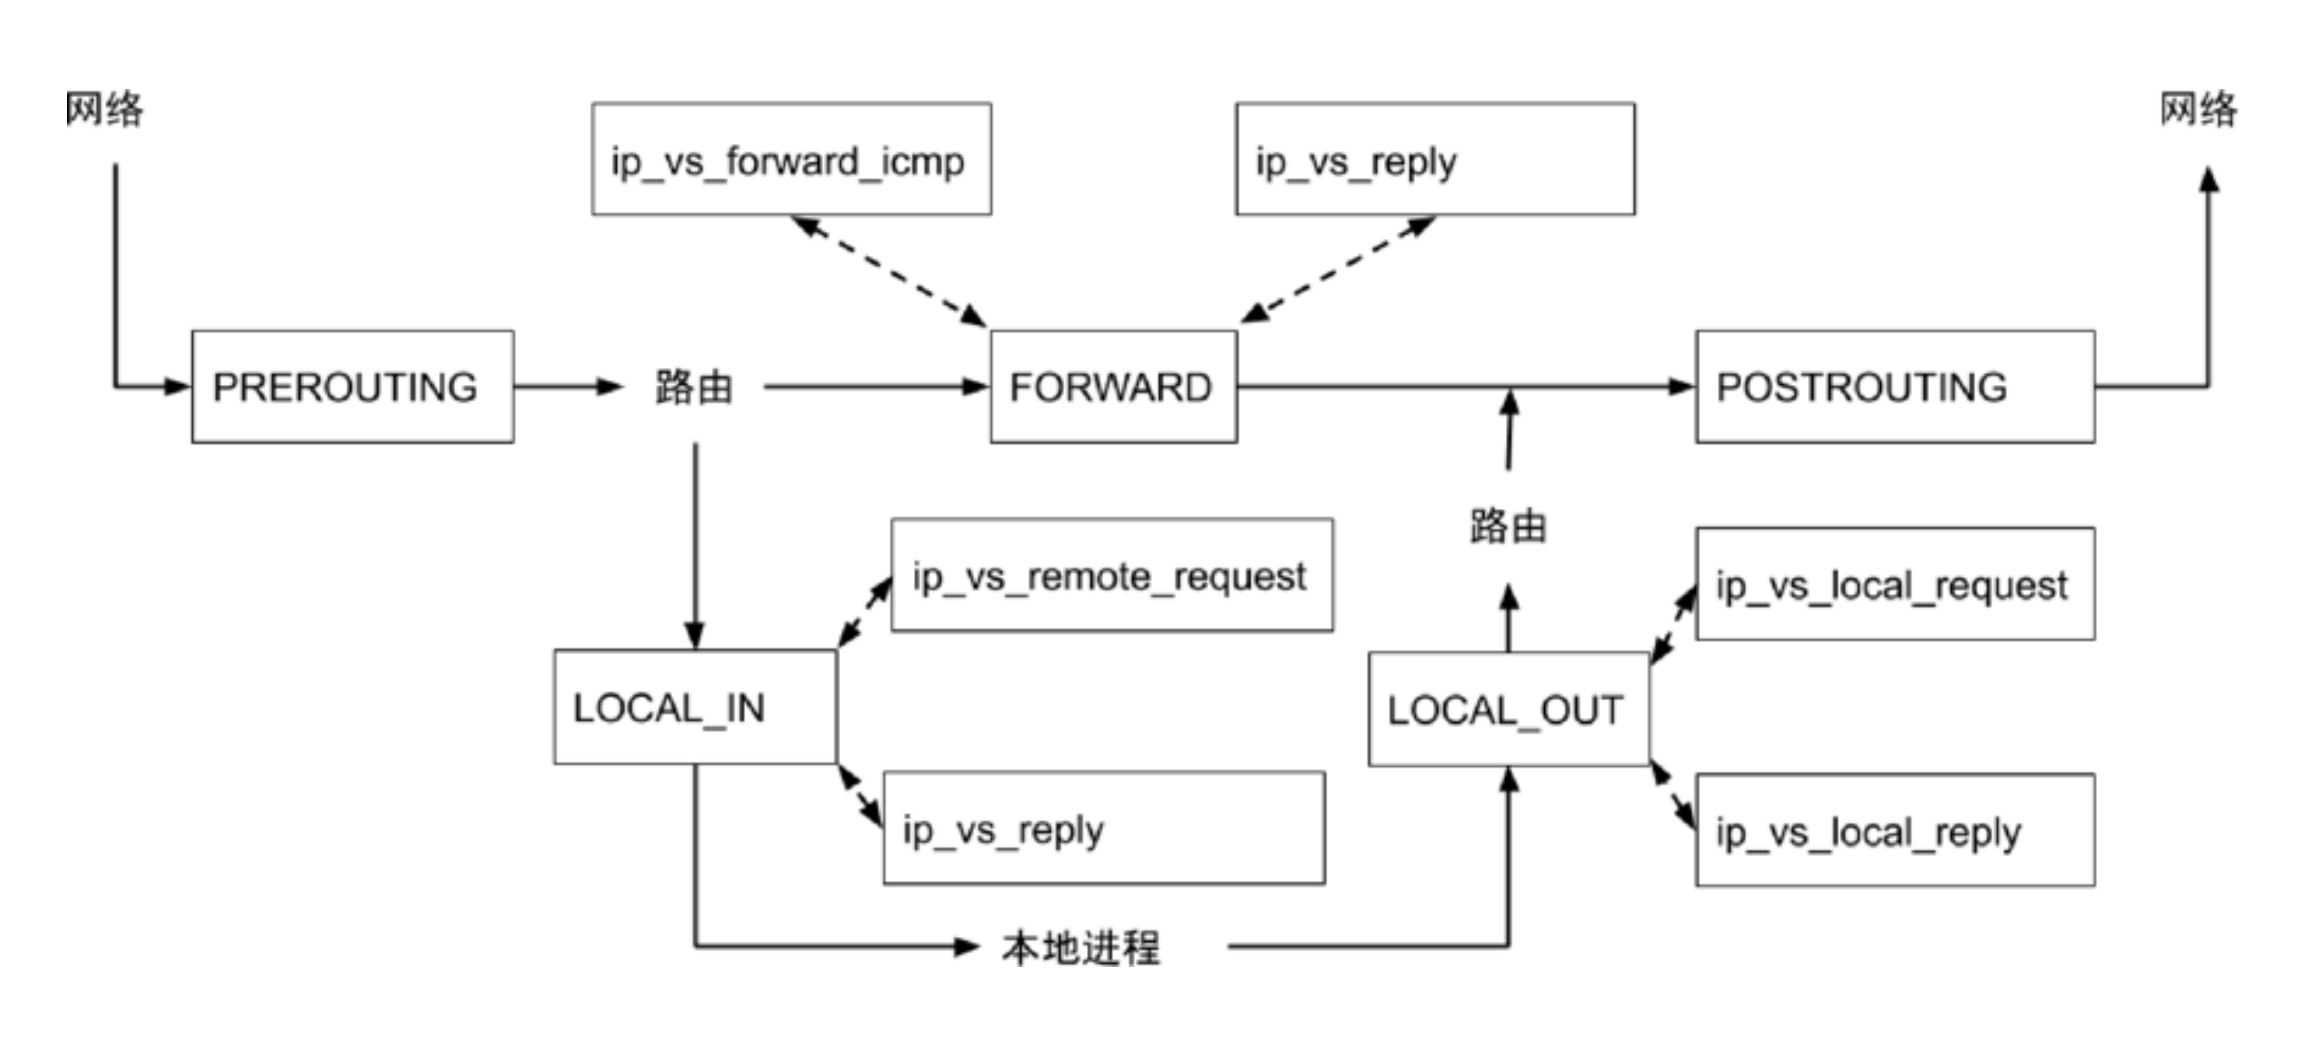 网络
网络
ip_vs_forward_icmp
ip_vs_reply
PREROUTING
路由
FORWARD
POSTROUTING
路由
ip_vs_remote_request
ip_vs_local_request
LOCAL_IN
LOCAL_OUT
ip_vs_reply
ip_vs_local_reply
本地进程